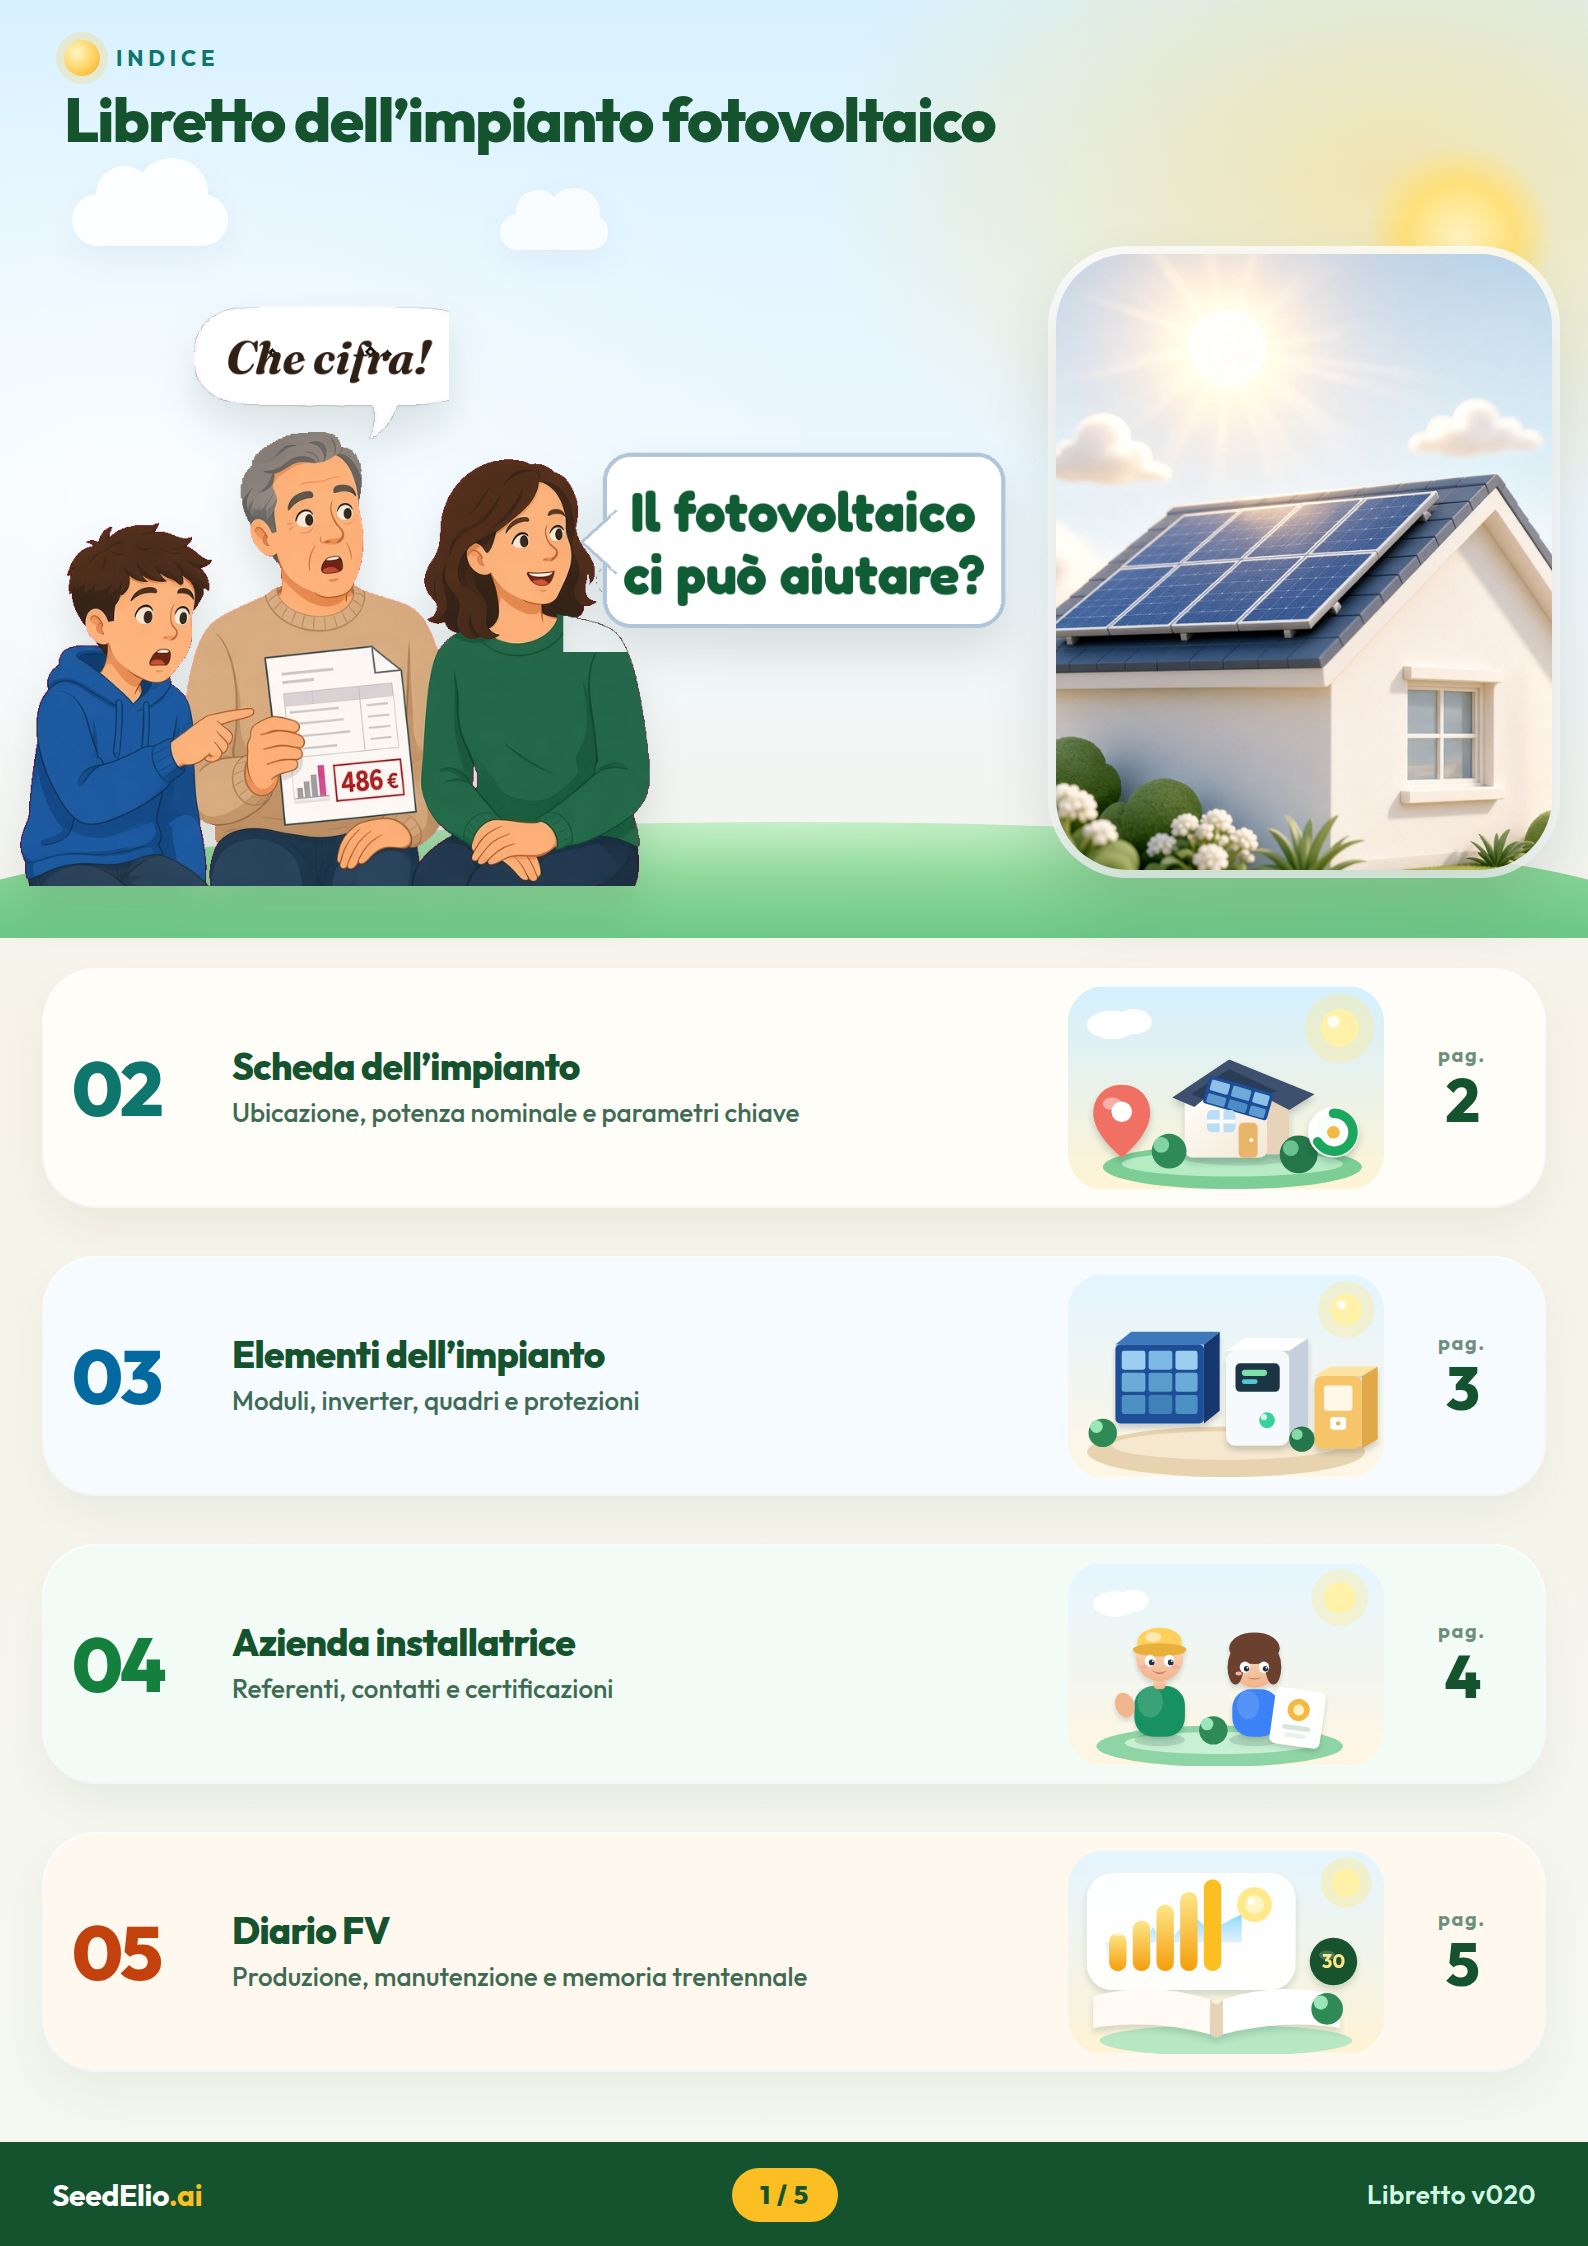 INDICE
Libretto dell’impianto fotovoltaico
Che cifra!
Il fotovoltaico
ci può aiutare?
486 €
02
Scheda dell’impianto
Ubicazione, potenza nominale e parametri chiave
pag.
2
03
Elementi dell’impianto
Moduli, inverter, quadri e protezioni
pag.
3
04
Azienda installatrice
Referenti, contatti e certificazioni
pag.
4
05
Diario FV
Produzione, manutenzione e memoria trentennale
30
pag.
5
SeedElio.ai
1 / 5
Libretto v020